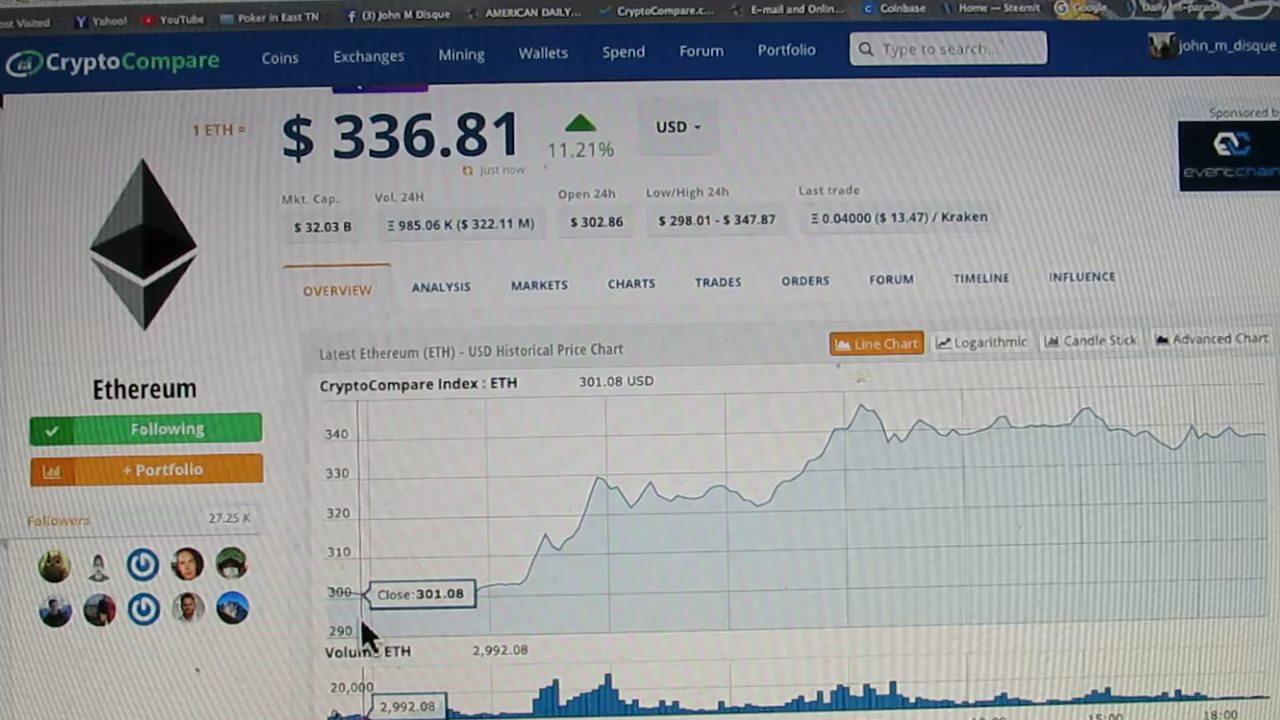 ost Visited Yahoo! YouTube Poker in East TN (3) John M Disque AMERICAN DAILY... CryptoCompare.c... E-mail and Onlin... Coinbase Home — Steemit Google
CryptoCompare Coins Exchanges Mining Wallets Spend Forum Portfolio Type to search... john_m_disque
1 ETH = $ 336.81 11.21% USD
Just now
Sponsored b
eventchain
Mkt. Cap. Vol. 24H Open 24h Low/High 24h Last trade
$ 32.03 B Ξ 985.06 K ($ 322.11 M) $ 302.86 $ 298.01 - $ 347.87 Ξ 0.04000 ($ 13.47) / Kraken
OVERVIEW ANALYSIS MARKETS CHARTS TRADES ORDERS FORUM TIMELINE INFLUENCE
Ethereum
Following
+ Portfolio
Followers 27.25 K
Latest Ethereum (ETH) - USD Historical Price Chart Line Chart Logarithmic Candle Stick Advanced Chart
CryptoCompare Index : ETH 301.08 USD
340
330
320
310
300 Close:301.08
290
Volume ETH 2,992.08
20,000
0 2,992.08
15:00 18:00